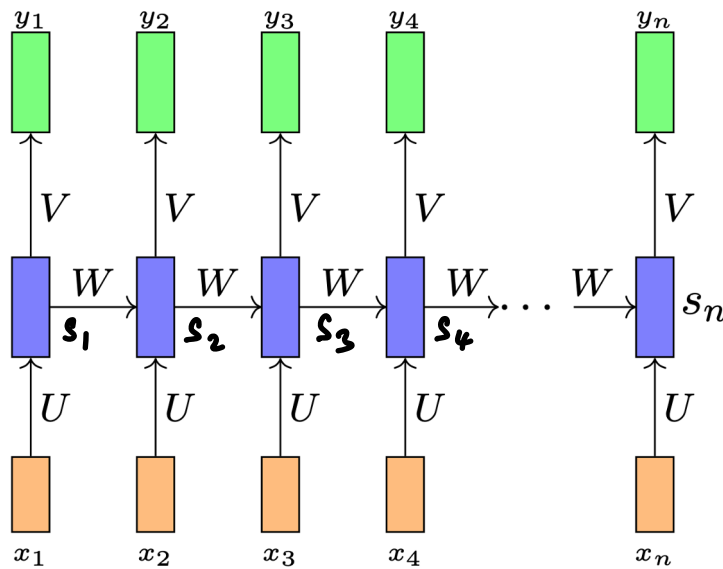 y₁ y₂ y₃ y₄ yₙ
V V V V V
W W W W W
s₁ s₂ s₃ s₄ ··· sₙ
U U U U U
x₁ x₂ x₃ x₄ xₙ